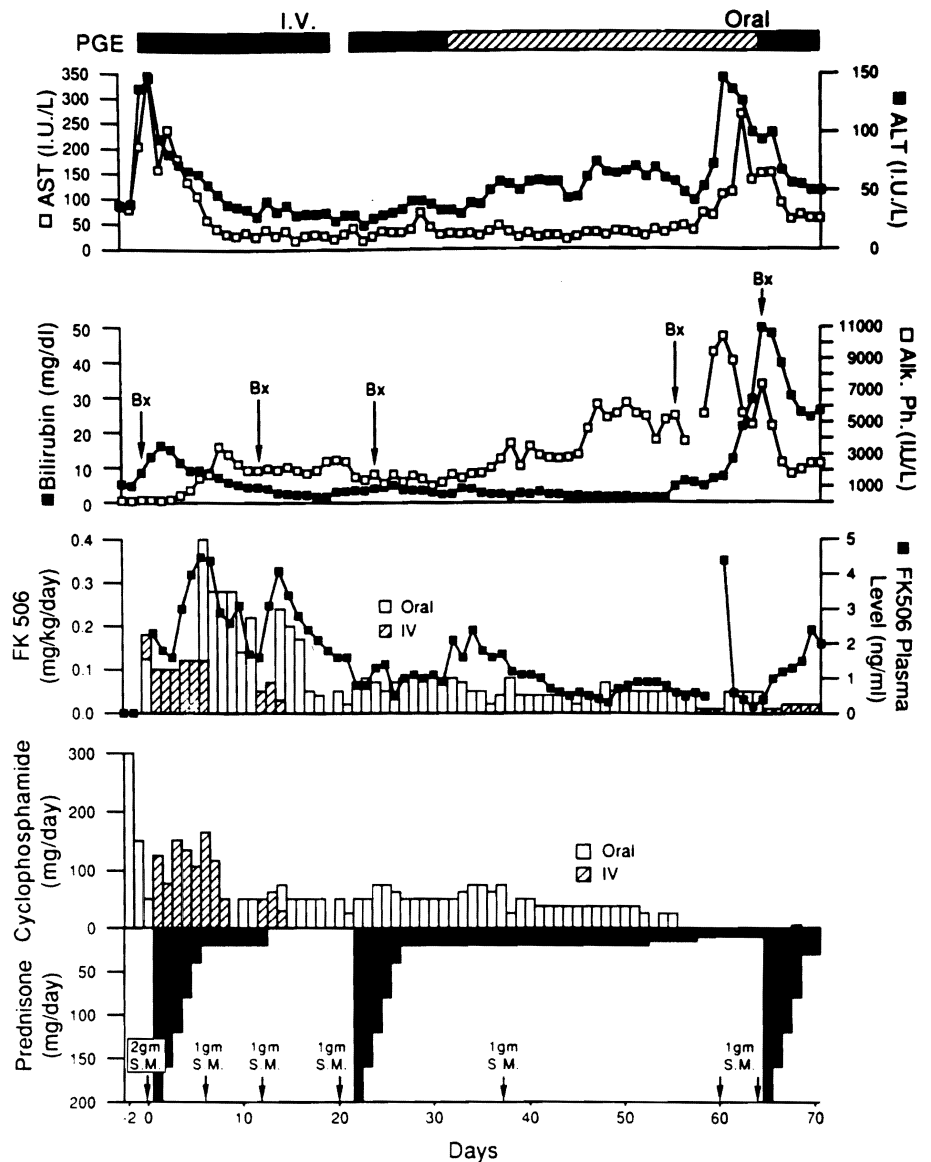 I.V.
Oral
PGE
350
300
250
200
150
100
50
0
□ AST (I.U./L)
150
100
50
0
■ ALT (I.U./L)
50
40
30
20
10
0
■ Bilirubin (mg/dl)
Bx
Bx
Bx
Bx
Bx
11000
9000
7000
5000
3000
1000
□ Alk. Ph.(I.U/L)
0.4
0.3
0.2
0.1
0.0
FK 506
(mg/kg/day)
□ Oral
▨ IV
5
4
3
2
1
0
■ FK506 Plasma
Level (ng/ml)
300
200
100
0
Cyclophosphamide
(mg/day)
□ Oral
▨ IV
50
100
150
200
Prednisone
(mg/day)
2gm
S.M.
1gm
S.M.
1gm
S.M.
1gm
S.M.
1gm
S.M.
1gm
S.M.
-2 0 10 20 30 40 50 60 70
Days